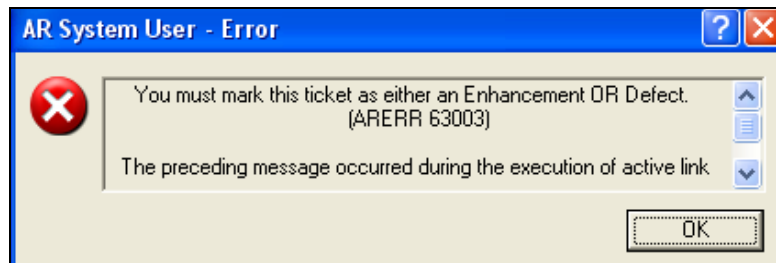 AR System User - Error
You must mark this ticket as either an Enhancement OR Defect.
(ARERR 63003)
The preceding message occurred during the execution of active link
OK